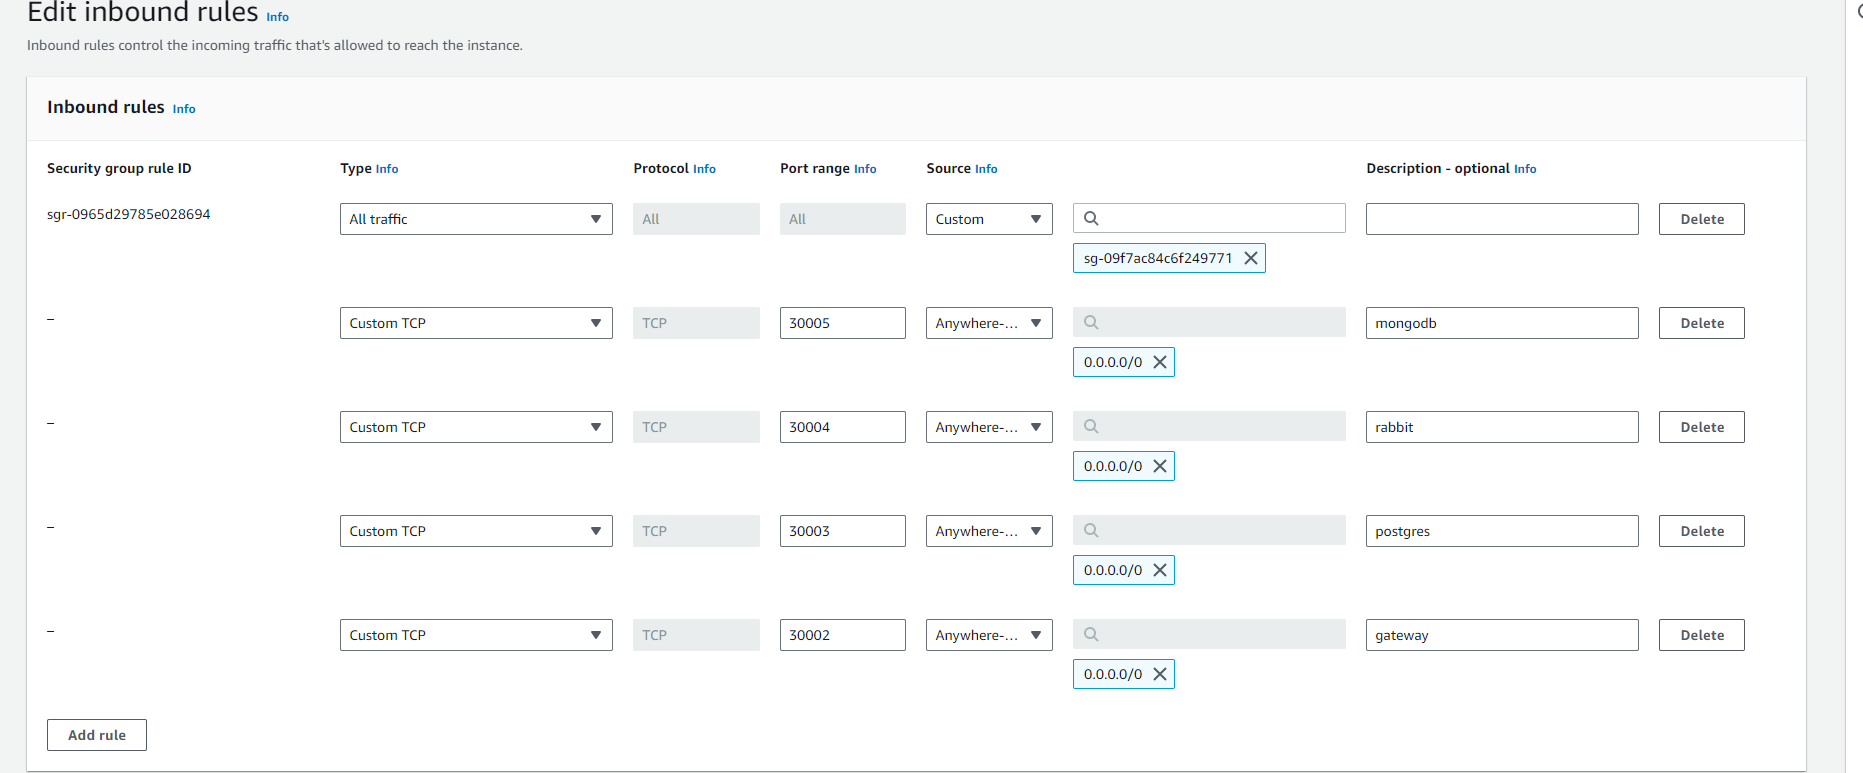 Edit inbound rules Info
Inbound rules control the incoming traffic that's allowed to reach the instance.
Inbound rules Info
Security group rule ID Type Info Protocol Info Port range Info Source Info Description - optional Info
sgr-0965d29785e028694 All traffic All All Custom Delete
sg-09f7ac84c6f249771
– Custom TCP TCP 30005 Anywhere-... mongodb Delete
0.0.0.0/0
– Custom TCP TCP 30004 Anywhere-... rabbit Delete
0.0.0.0/0
– Custom TCP TCP 30003 Anywhere-... postgres Delete
0.0.0.0/0
– Custom TCP TCP 30002 Anywhere-... gateway Delete
0.0.0.0/0
Add rule